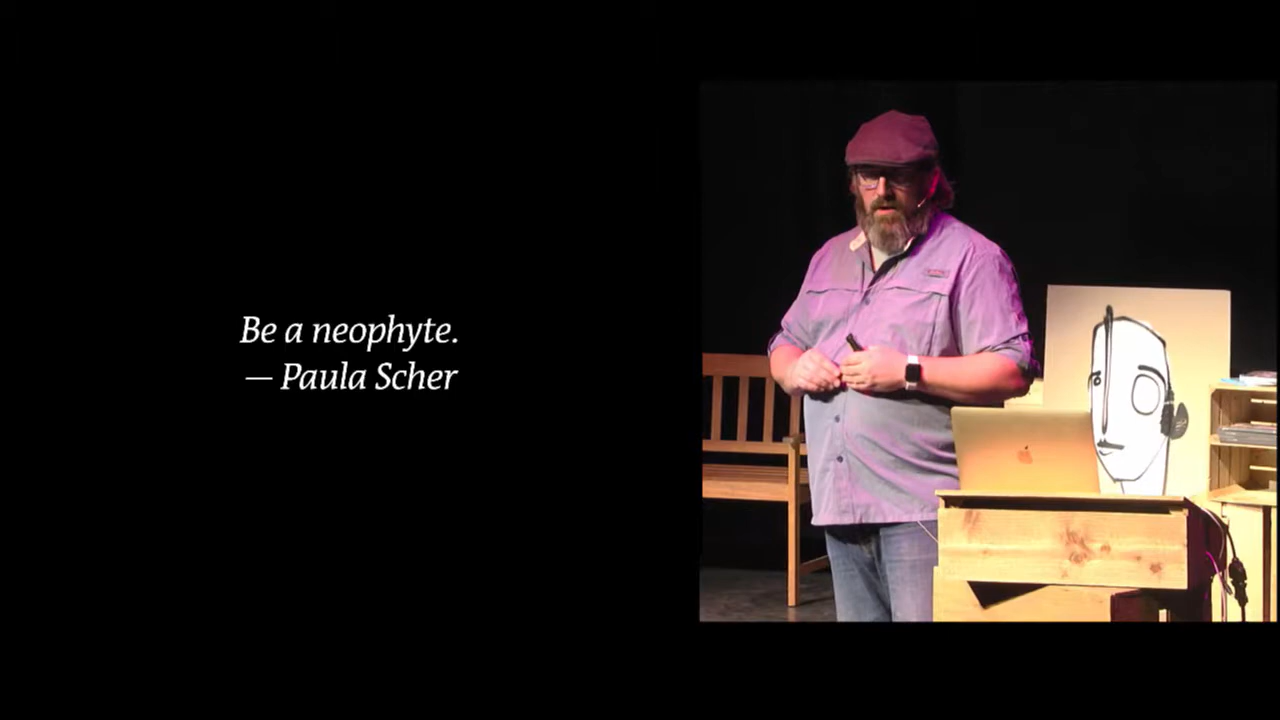 Be a neophyte.
— Paula Scher